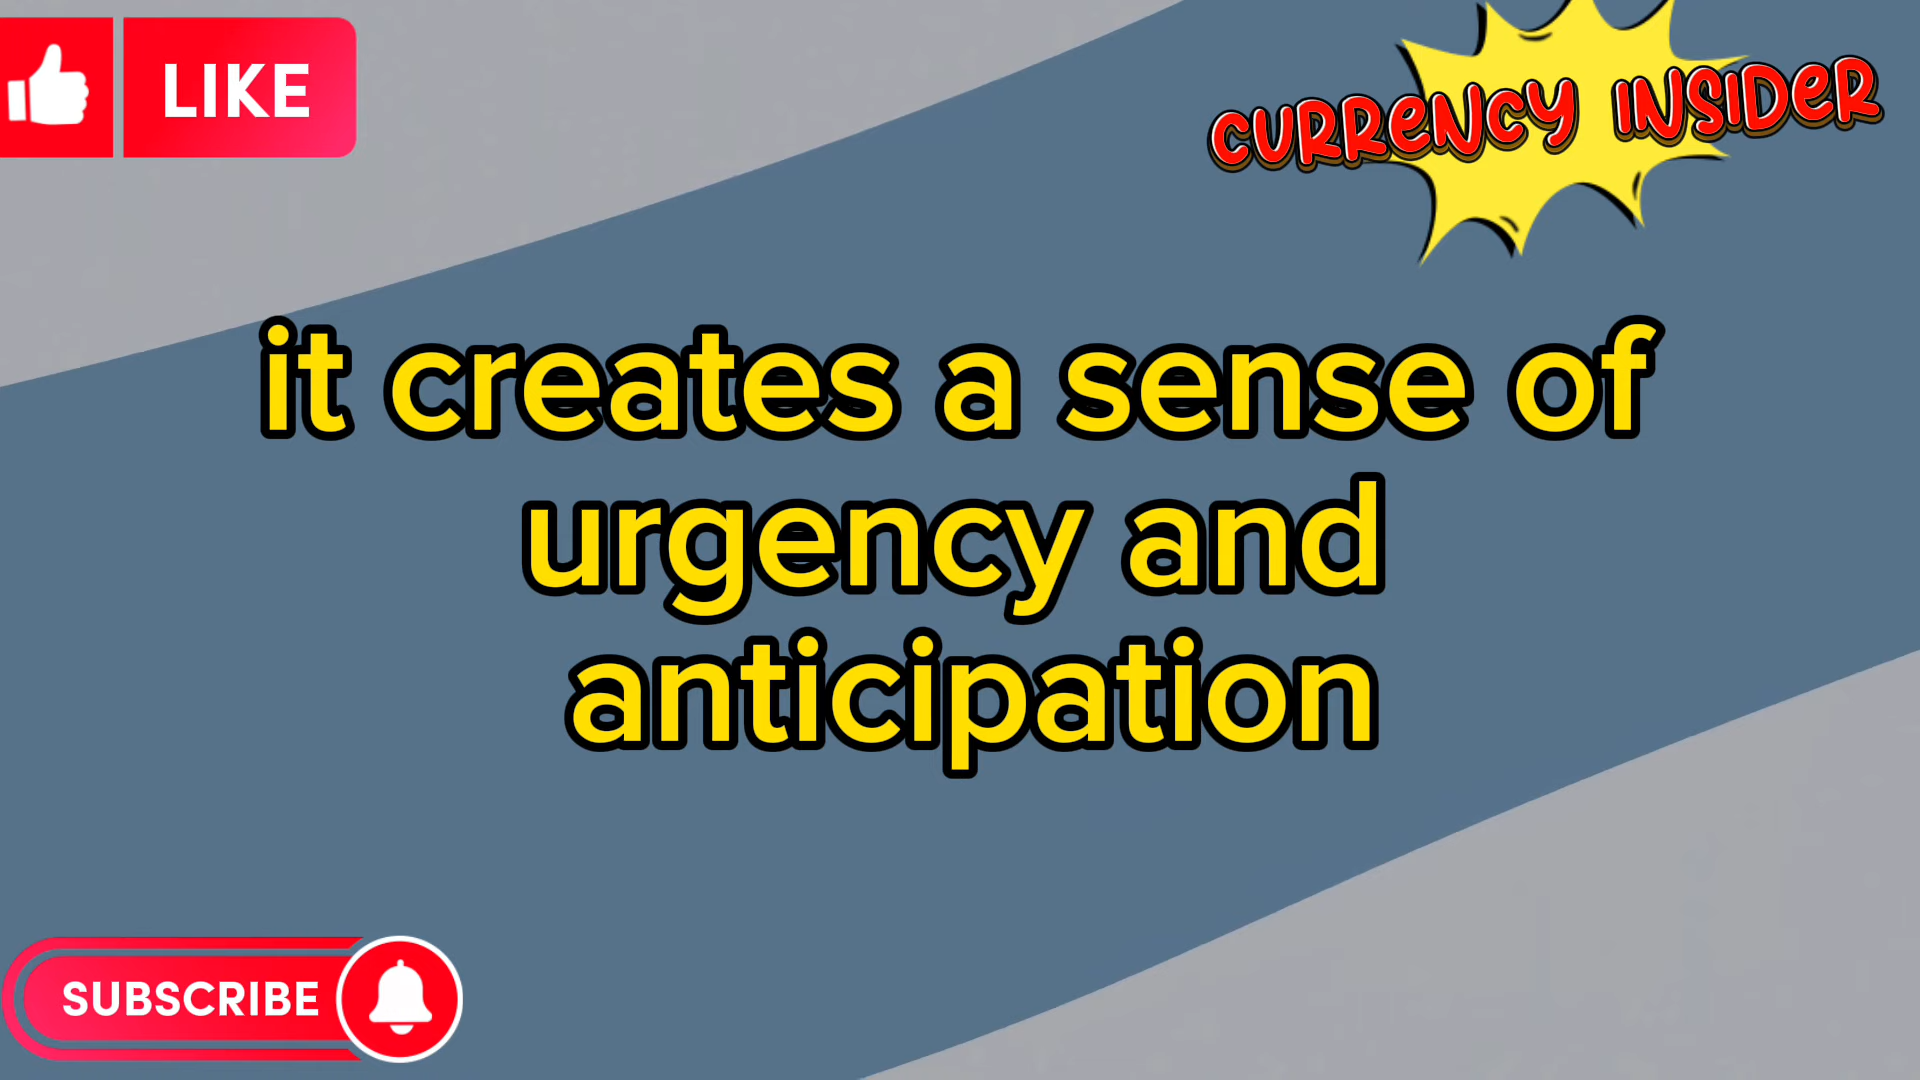 LIKE
CURRENCY INSIDER
it creates a sense of
urgency and
anticipation
SUBSCRIBE